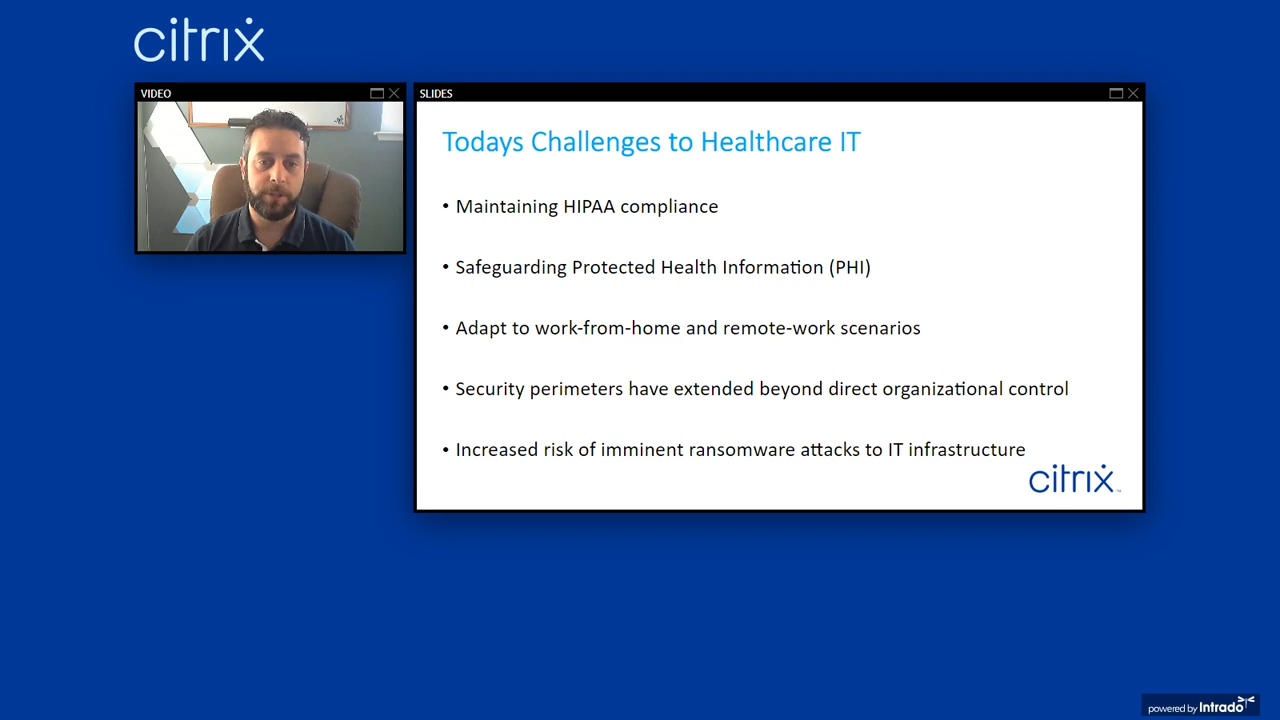 citrix
VIDEO
SLIDES
Todays Challenges to Healthcare IT
• Maintaining HIPAA compliance
• Safeguarding Protected Health Information (PHI)
• Adapt to work-from-home and remote-work scenarios
• Security perimeters have extended beyond direct organizational control
• Increased risk of imminent ransomware attacks to IT infrastructure
citrix™
powered by Intrado